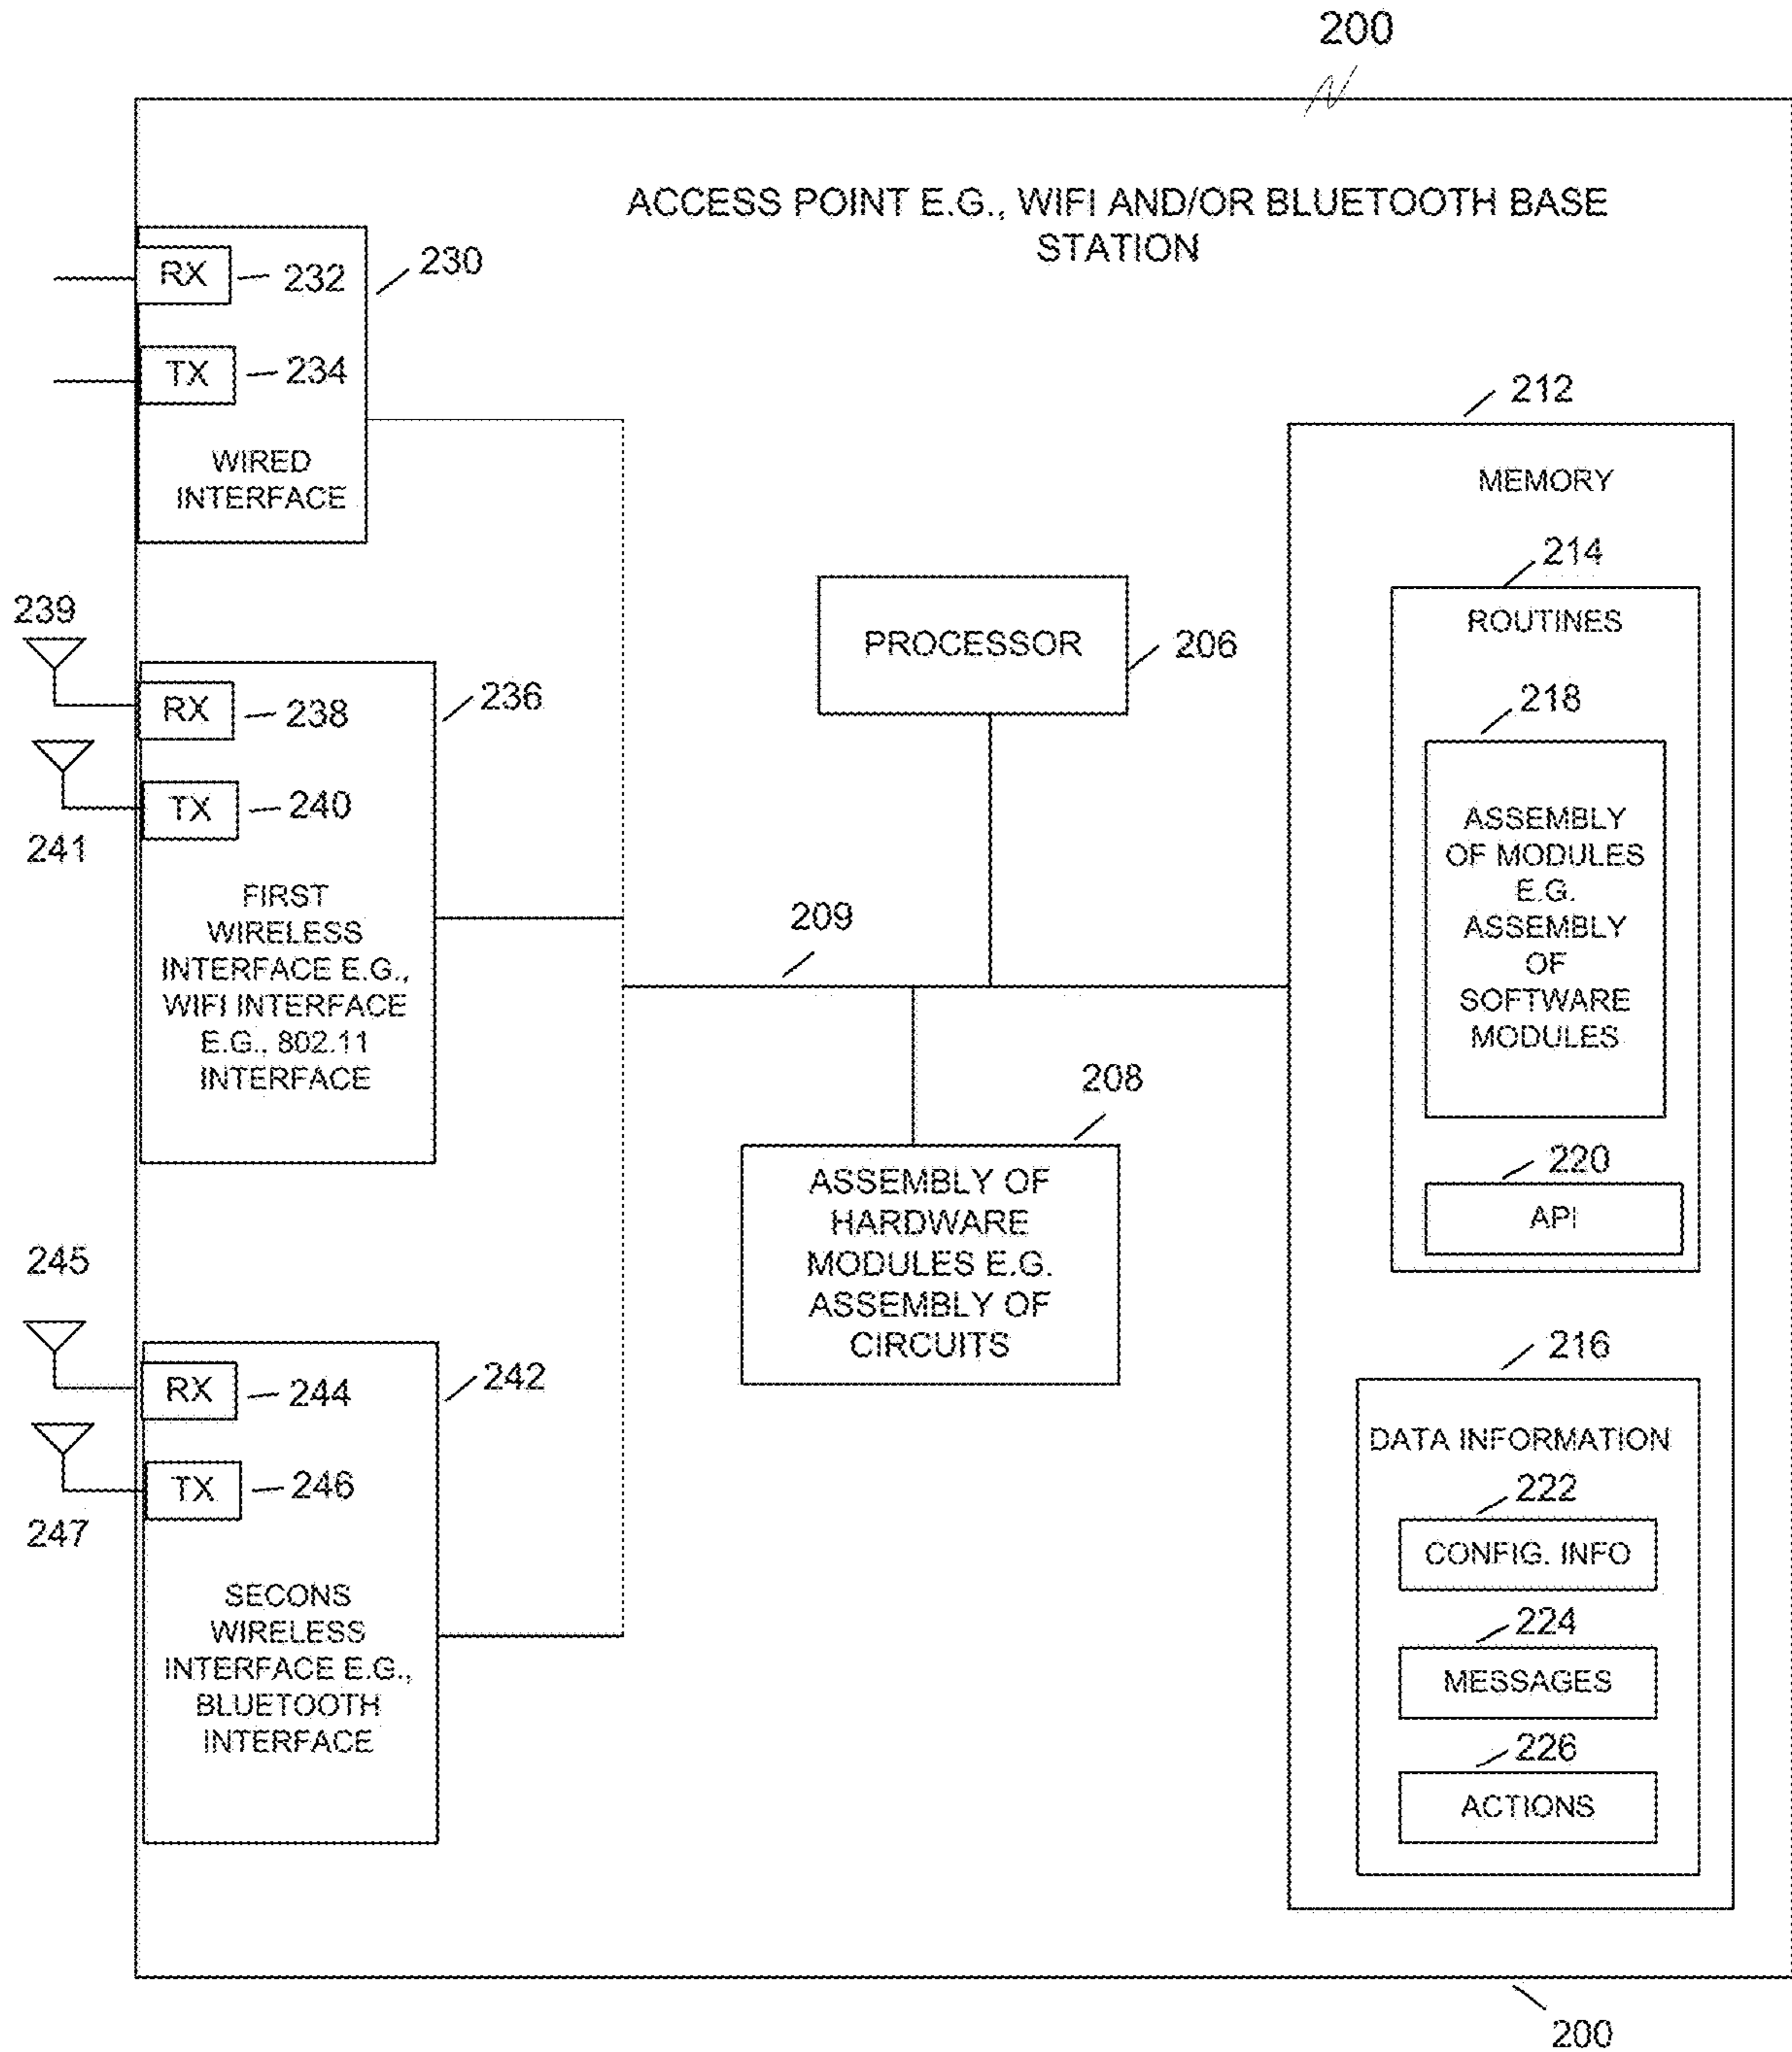 200
ACCESS POINT E.G., WIFI AND/OR BLUETOOTH BASE
STATION
RX
232
230
TX
234
WIRED
INTERFACE
239
RX
238
236
TX
240
241
FIRST
WIRELESS
INTERFACE E.G.,
WIFI INTERFACE
E.G., 802.11
INTERFACE
245
RX
244
242
TX
246
247
SECONS
WIRELESS
INTERFACE E.G.,
BLUETOOTH
INTERFACE
PROCESSOR
206
209
208
ASSEMBLY OF
HARDWARE
MODULES E.G.
ASSEMBLY OF
CIRCUITS
212
MEMORY
214
ROUTINES
218
ASSEMBLY
OF MODULES
E.G.
ASSEMBLY
OF
SOFTWARE
MODULES
220
API
216
DATA INFORMATION
222
CONFIG. INFO
224
MESSAGES
226
ACTIONS
200